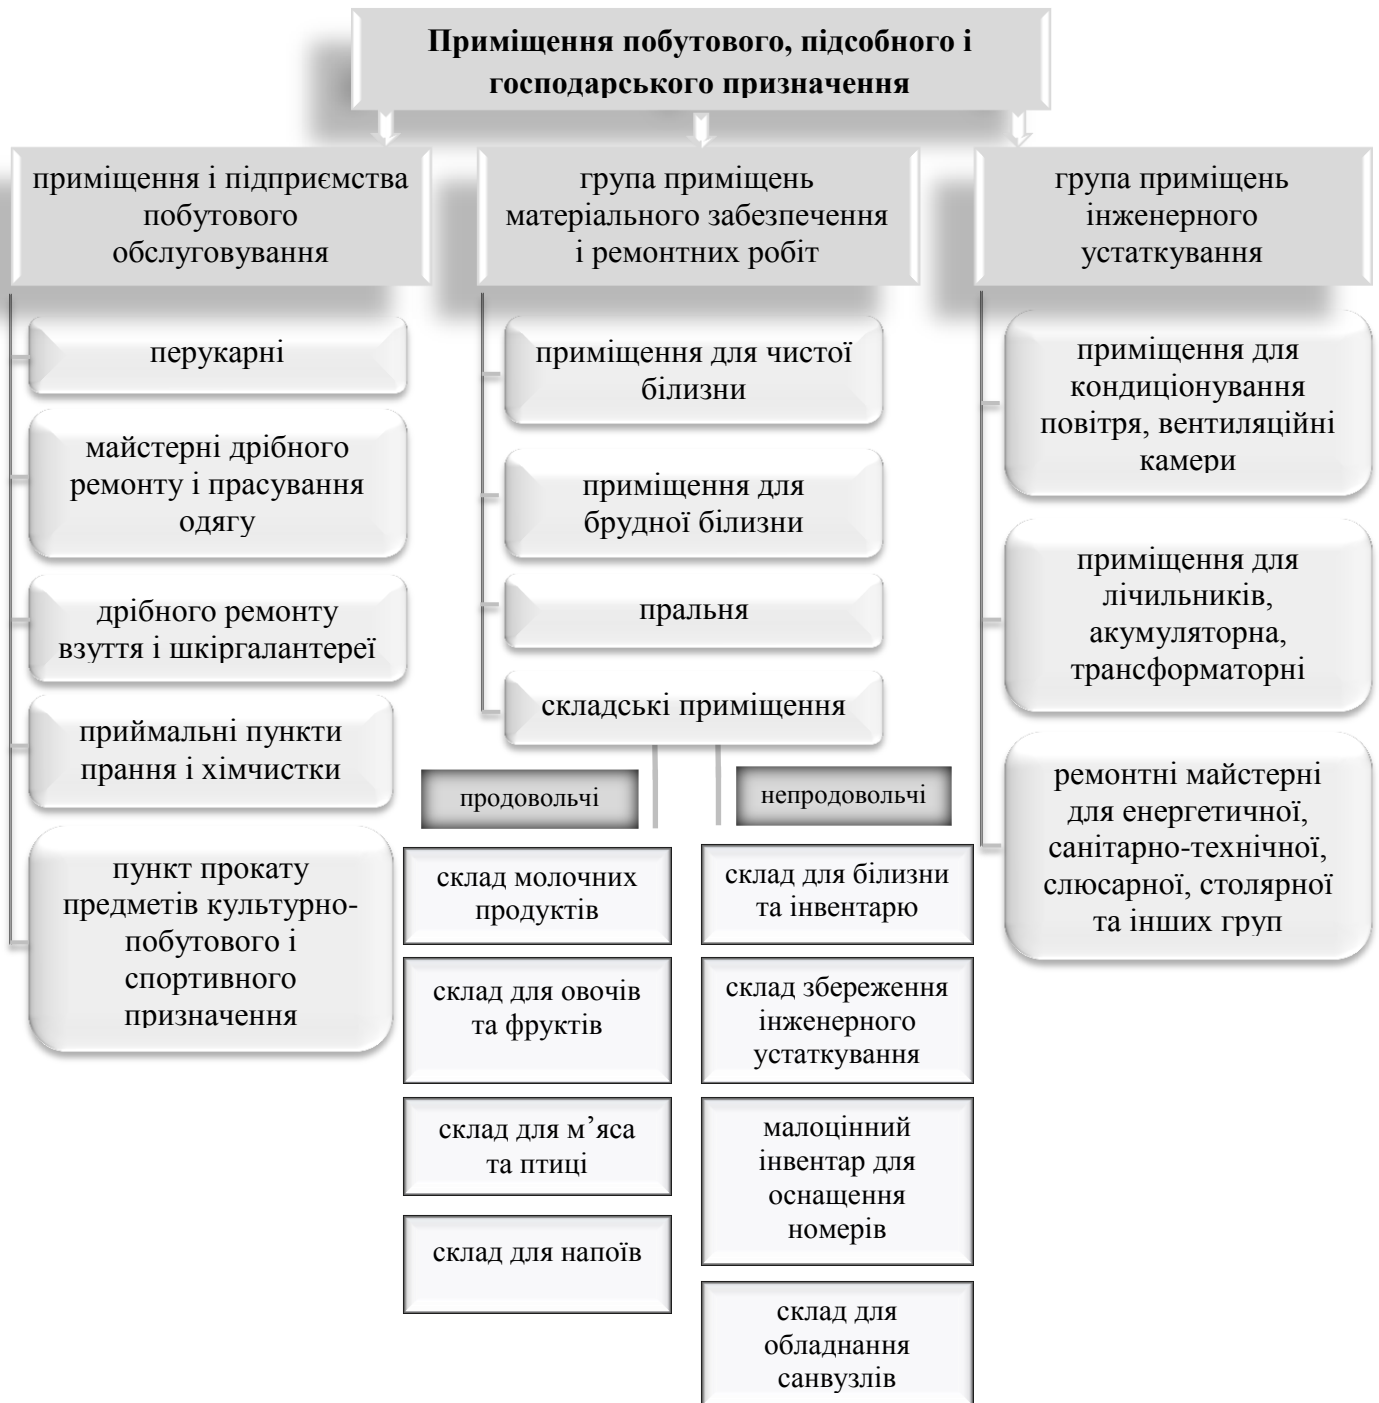 Приміщення побутового, підсобного і
господарського призначення
приміщення і підприємства
побутового
обслуговування
перукарні
майстерні дрібного
ремонту і прасування
одягу
дрібного ремонту
взуття і шкіргалантереї
приймальні пункти
прання і хімчистки
пункт прокату
предметів культурно-
побутового і
спортивного
призначення
група приміщень
матеріального забезпечення
і ремонтних робіт
приміщення для чистої
білизни
приміщення для
брудної білизни
пральня
складські приміщення
продовольчі
склад молочних
продуктів
склад для овочів
та фруктів
склад для м’яса
та птиці
склад для напоїв
непродовольчі
склад для білизни
та інвентарю
склад збереження
інженерного
устаткування
малоцінний
інвентар для
оснащення
номерів
склад для
обладнання
санвузлів
група приміщень
інженерного
устаткування
приміщення для
кондиціонування
повітря, вентиляційні
камери
приміщення для
лічильників,
акумуляторна,
трансформаторні
ремонтні майстерні
для енергетичної,
санітарно-технічної,
слюсарної, столярної
та інших груп